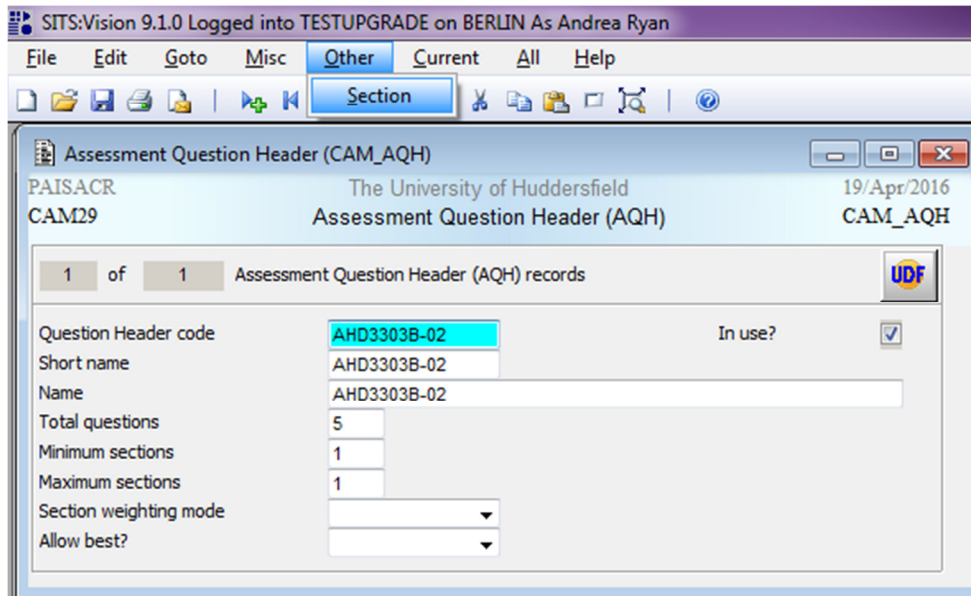 SITS:Vision 9.1.0 Logged into TESTUPGRADE on BERLIN As Andrea Ryan
File Edit Goto Misc Other Current All Help
Section
Assessment Question Header (CAM_AQH)
PAISACR The University of Huddersfield 19/Apr/2016
CAM29 Assessment Question Header (AQH) CAM_AQH
1 of 1 Assessment Question Header (AQH) records UDF
Question Header code AHD3303B-02 In use?
Short name AHD3303B-02
Name AHD3303B-02
Total questions 5
Minimum sections 1
Maximum sections 1
Section weighting mode
Allow best?